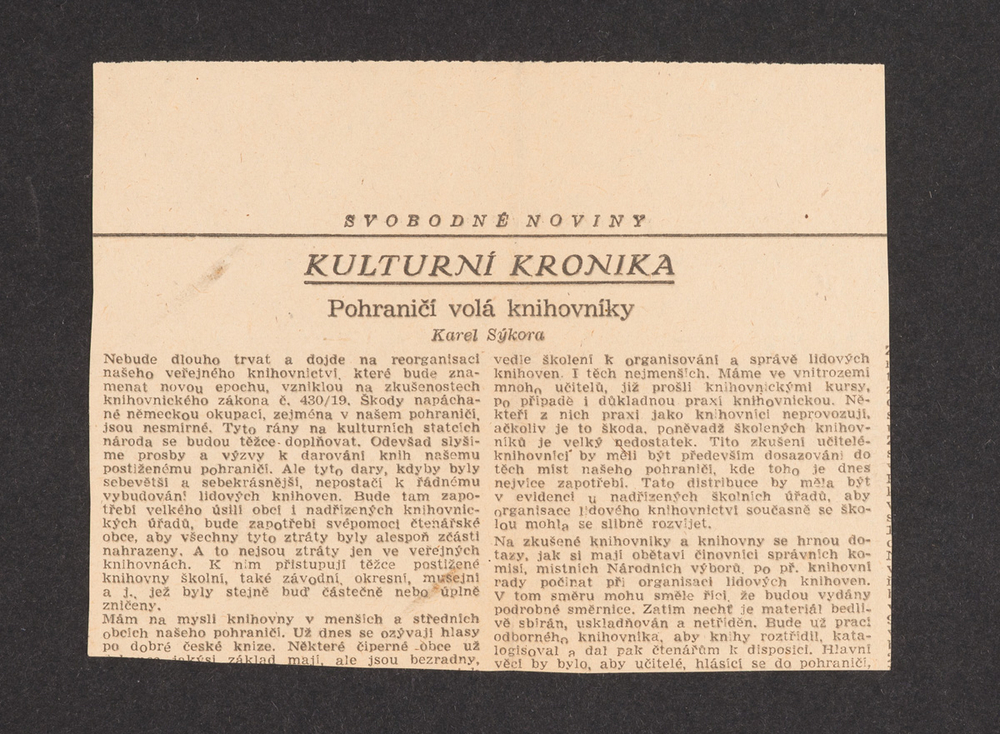 SVOBODNÉ NOVINY
KULTURNÍ KRONIKA
Pohraničí volá knihovníky
Karel Sýkora
Nebude dlouho trvat a dojde na reorganisaci
našeho veřejného knihovnictví, které bude zna-
menat novou epochu, vzniklou na zkušenostech
knihovnického zákona č. 430/19. Škody napácha-
né německou okupací, zejména v našem pohraničí,
jsou nesmírné. Tyto rány na kulturních statcích
národa se budou těžce doplňovat. Odevšad slyší-
me prosby a výzvy k darování knih našemu
postiženému pohraničí. Ale tyto dary, kdyby byly
sebevětší a sebekrásnější, nepostačí k řádnému
vybudování lidových knihoven. Bude tam zapo-
třebí velkého úsilí obcí i nadřízených knihovnic-
kých úřadů, bude zapotřebí svépomoci čtenářské
obce, aby všechny tyto ztráty byly alespoň zčásti
nahrazeny. A to nejsou ztráty jen ve veřejných
knihovnách. K nim přistupují těžce postižené
knihovny školní, také závodní, okresní, musejní
a j., jež byly stejně buď částečně nebo úplně
zničeny.
Mám na mysli knihovny v menších a středních
obcích našeho pohraničí. Už dnes se ozývají hlasy
po dobré české knize. Některé čiperné obce už
jakýsi základ mají, ale jsou bezradny,
vedle školení k organisování a správě lidových
knihoven. I těch nejmenších. Máme ve vnitrozemí
mnoho učitelů, již prošli knihovnickými kursy,
po případě i důkladnou praxi knihovnickou. Ně-
kteří z nich praxi jako knihovníci neprovozují,
ačkoliv je to škoda, poněvadž školených knihov-
níků je velký nedostatek. Tito zkušení učitelé-
knihovníci by měli být především dosazováni do
těch míst našeho pohraničí, kde toho je dnes
nejvíce zapotřebí. Tato distribuce by měla být
v evidenci u nadřízených školních úřadů, aby
organisace lidového knihovnictví současně se ško-
lou mohla se slibně rozvíjet.
Na zkušené knihovníky a knihovny se hrnou do-
tazy, jak si mají obětaví činovníci správních ko-
misí, místních Národních výborů, po př. knihovní
rady počínat při organisaci lidových knihoven.
V tom směru mohu směle říci, že budou vydány
podrobné směrnice. Zatím nechť je materiál bedli-
vě sbírán, uskladňován a netříděn. Bude už prací
odborného knihovníka, aby knihy roztřídil, kata-
logisoval a dal pak čtenářům k disposici. Hlavní
věcí by bylo, aby učitelé, hlásící se do pohraničí,